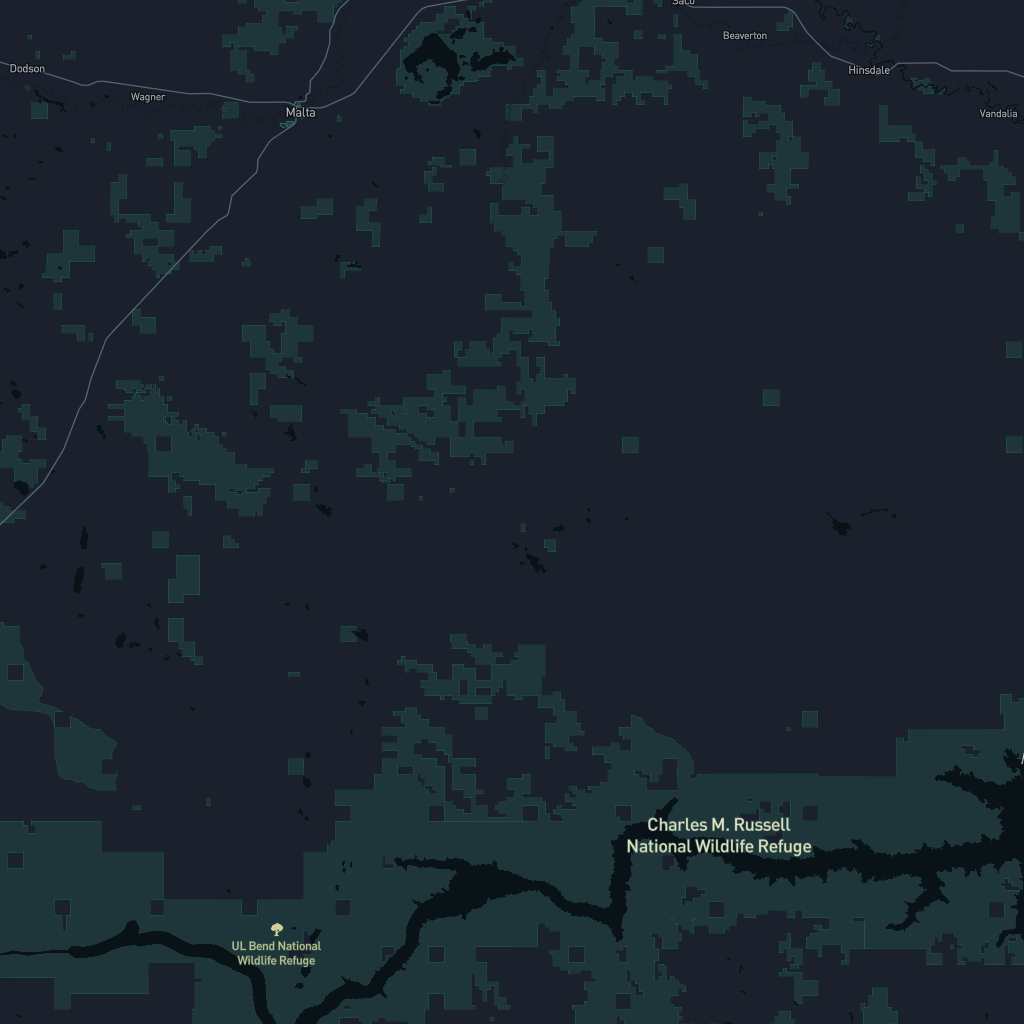 Saco
Beaverton
Dodson
Hinsdale
Wagner
Malta
Vandalia
Charles M. Russell
National Wildlife Refuge
UL Bend National
Wildlife Refuge